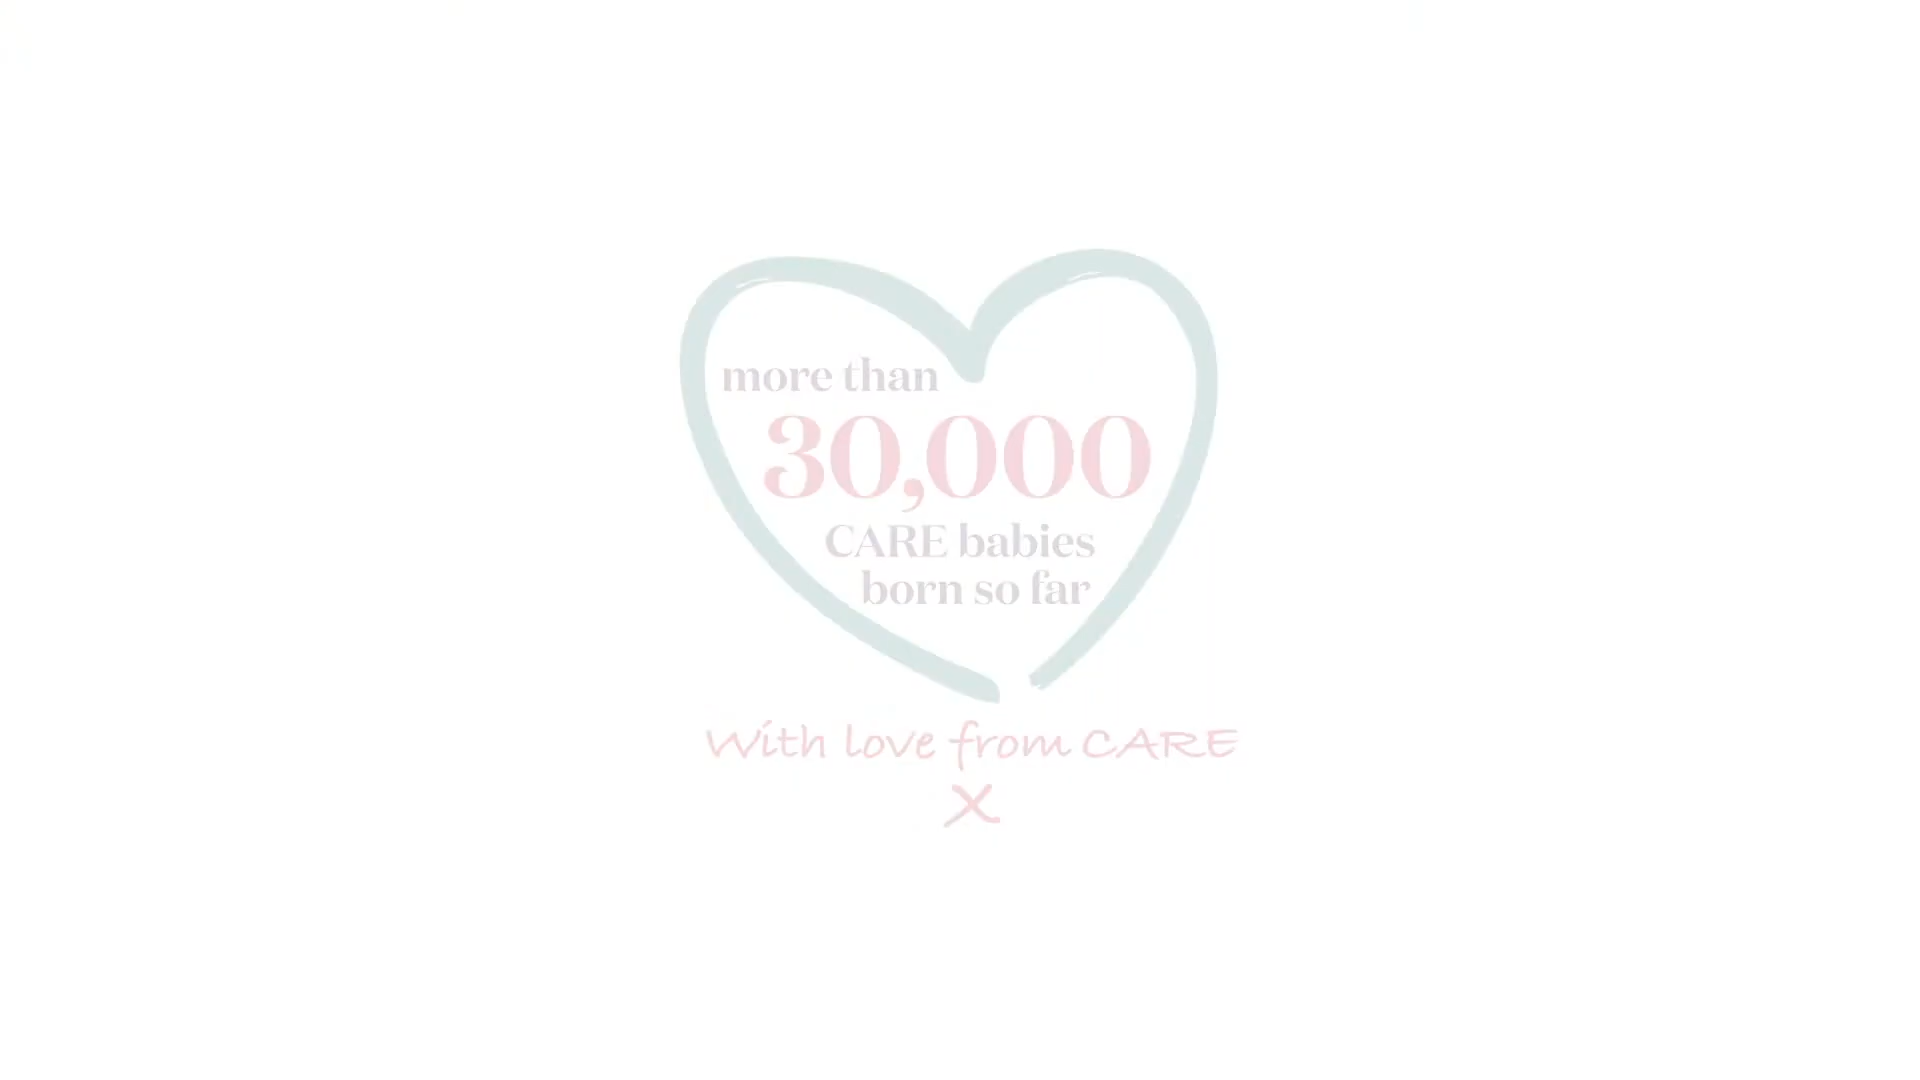 more than
30,000
CARE babies
born so far
With love from CARE
X